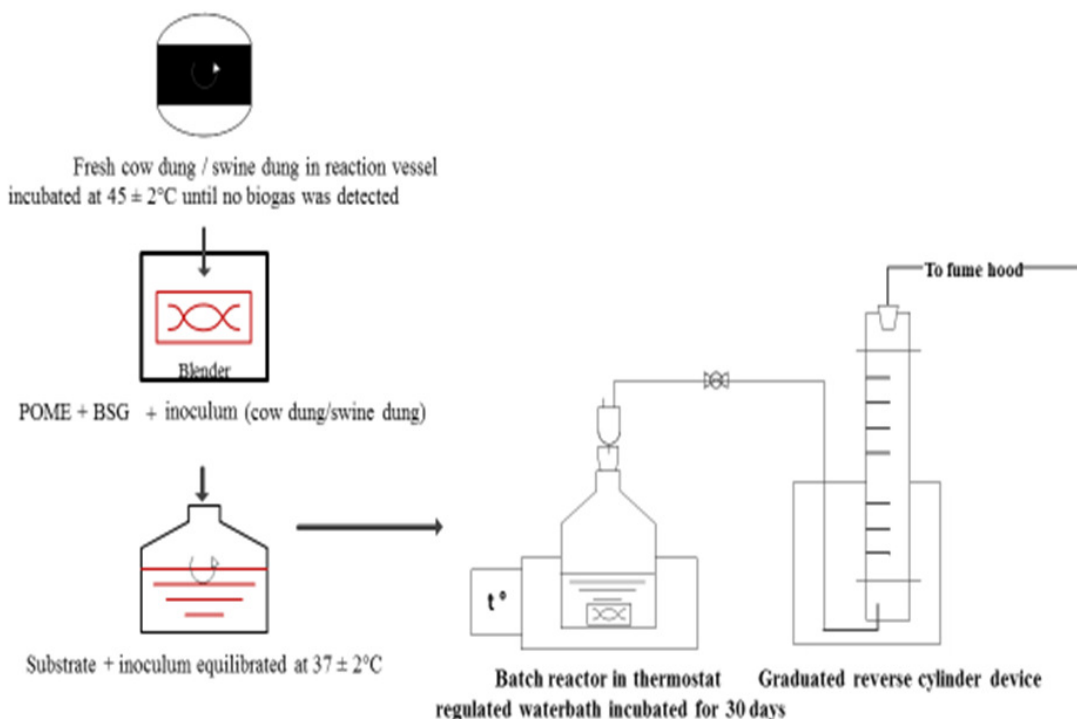 Fresh cow dung / swine dung in reaction vessel
incubated at 45 ± 2°C until no biogas was detected
Blender
POME + BSG + inoculum (cow dung/swine dung)
Substrate + inoculum equilibrated at 37 ± 2°C
t°
Batch reactor in thermostat
regulated waterbath incubated for 30 days
To fume hood
Graduated reverse cylinder device